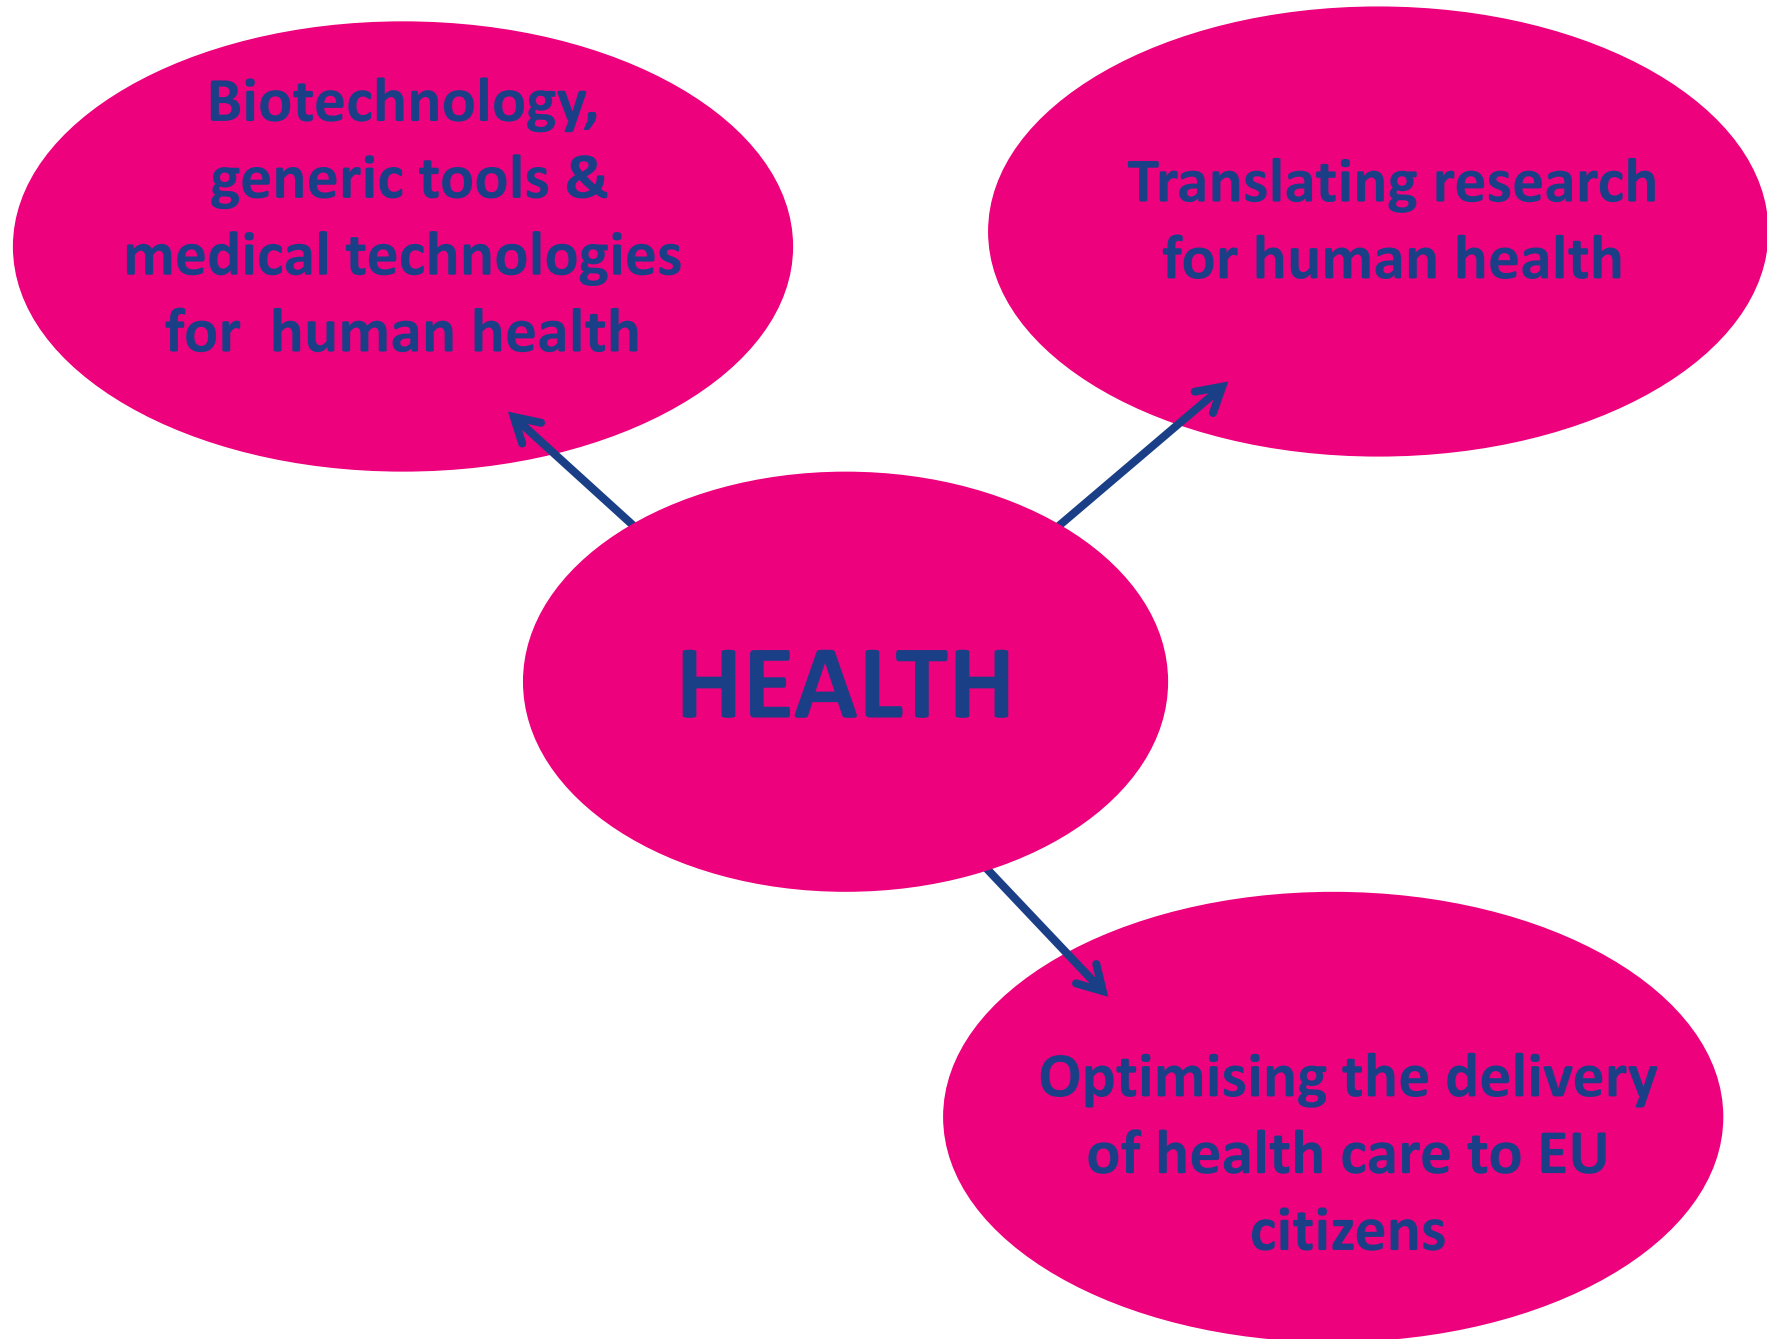 Biotechnology,
generic tools &
medical technologies
for human health
Translating research
for human health
HEALTH
Optimising the delivery
of health care to EU
citizens